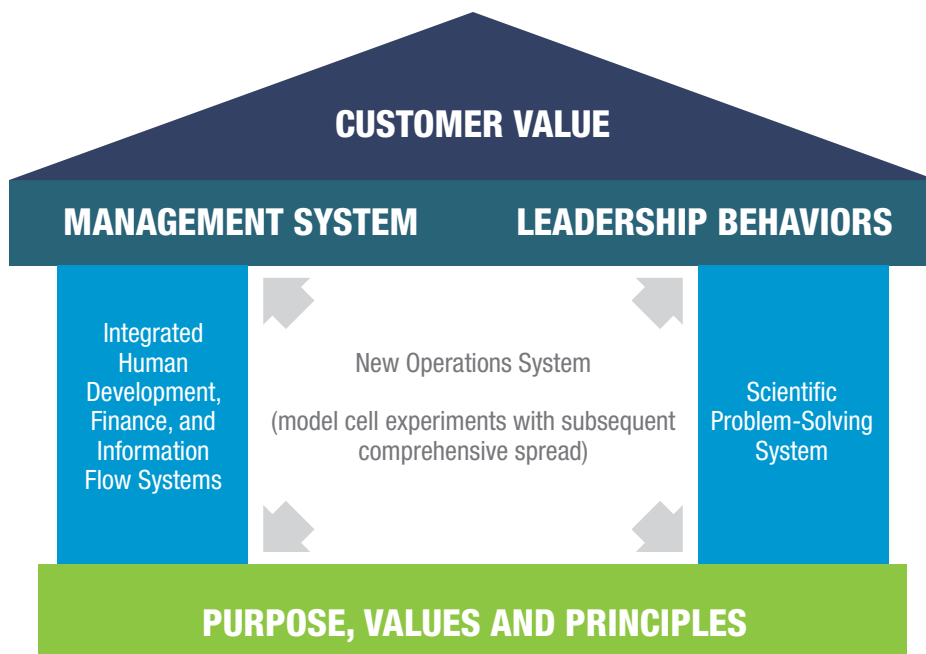 CUSTOMER VALUE
MANAGEMENT SYSTEM
LEADERSHIP BEHAVIORS
Integrated
Human
Development,
Finance, and
Information
Flow Systems
New Operations System
(model cell experiments with subsequent
comprehensive spread)
Scientific
Problem-Solving
System
PURPOSE, VALUES AND PRINCIPLES